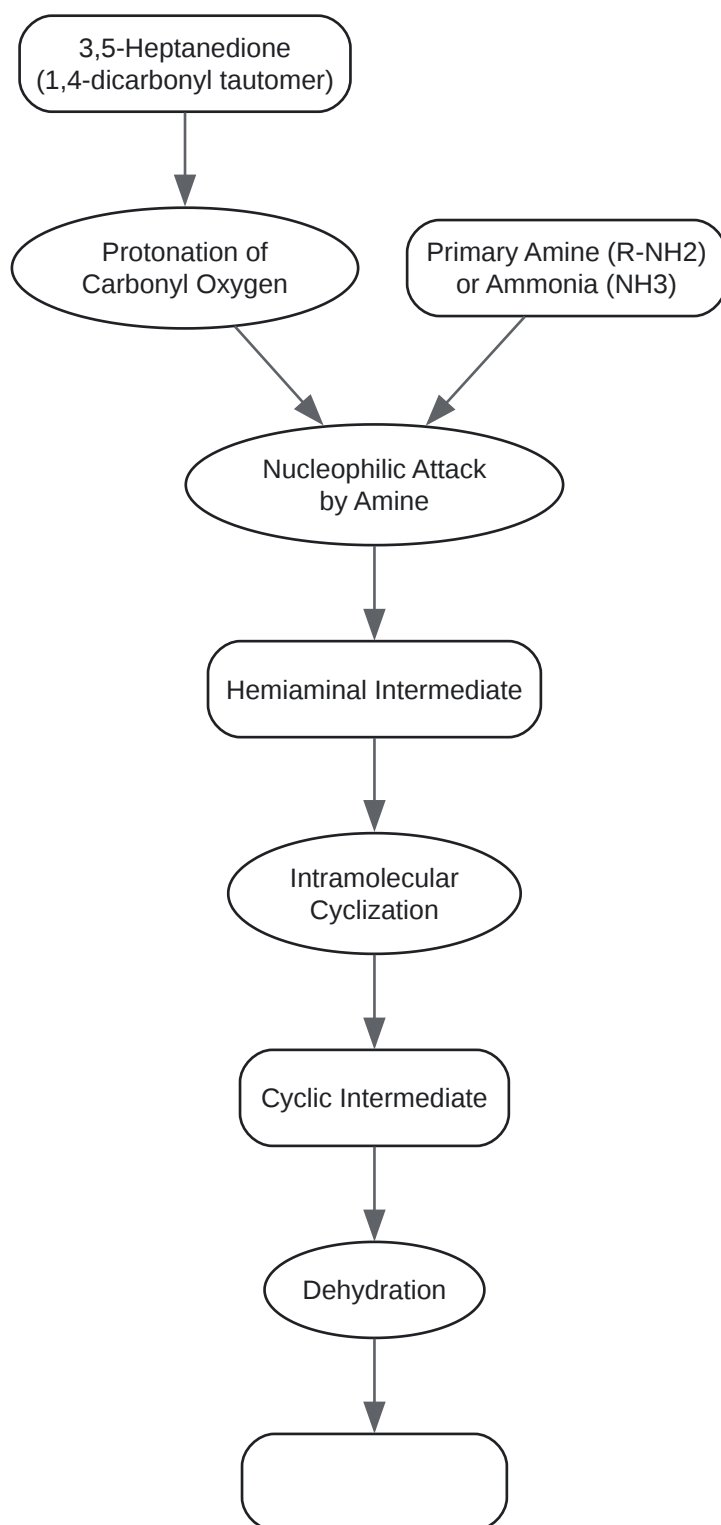 3,5-Heptanedione
(1,4-dicarbonyl tautomer)
Protonation of
Carbonyl Oxygen
Primary Amine (R-NH2)
or Ammonia (NH3)
Nucleophilic Attack
by Amine
Hemiaminal Intermediate
Intramolecular
Cyclization
Cyclic Intermediate
Dehydration